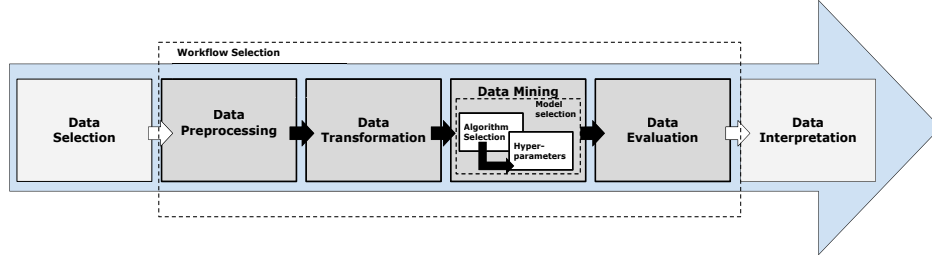 Workflow Selection
Data
Selection
Data
Preprocessing
Data
Transformation
Data Mining
Model
selection
Algorithm
Selection
Hyper-
parameters
Data
Evaluation
Data
Interpretation